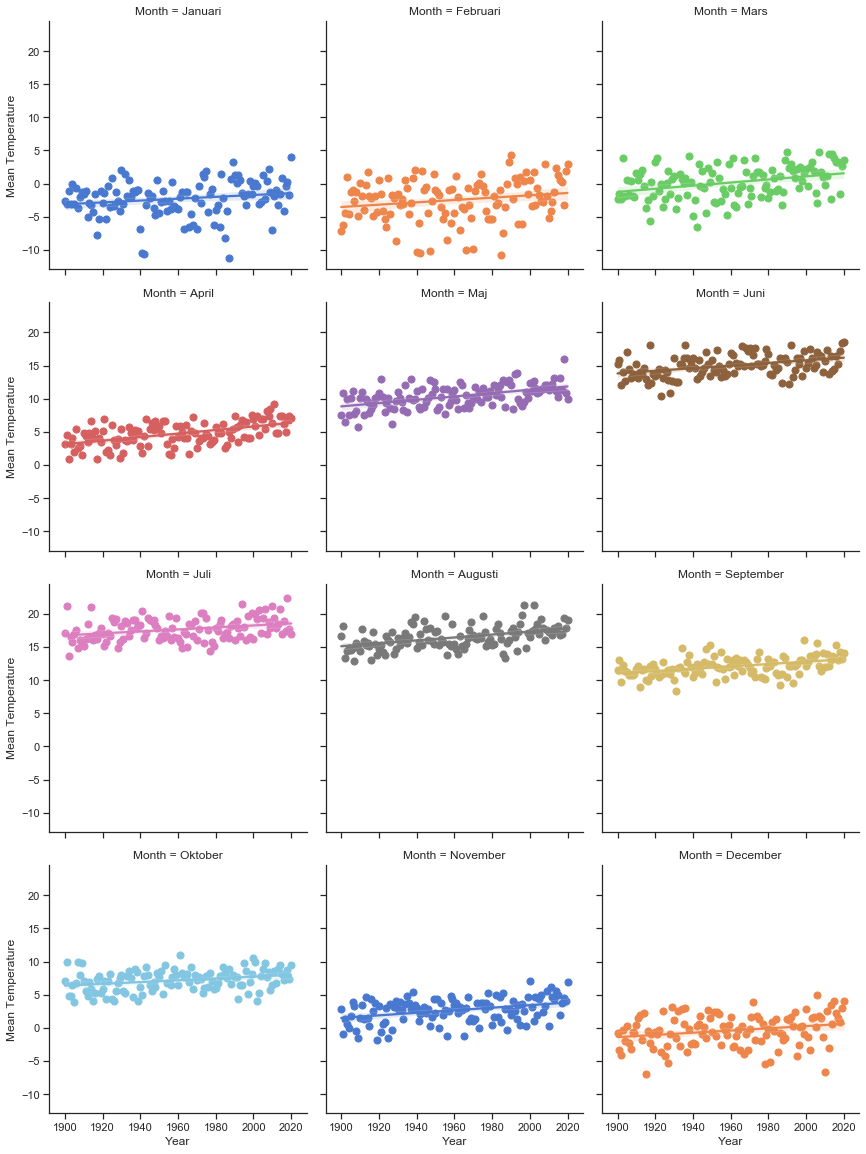 Month = Januari
Month = Februari
Month = Mars
20
15
10
5
0
−5
−10
Mean Temperature
Month = April
Month = Maj
Month = Juni
20
15
10
5
0
−5
−10
Mean Temperature
Month = Juli
Month = Augusti
Month = September
20
15
10
5
0
−5
−10
Mean Temperature
Month = Oktober
Month = November
Month = December
20
15
10
5
0
−5
−10
Mean Temperature
1900 1920 1940 1960 1980 2000 2020
Year
1900 1920 1940 1960 1980 2000 2020
Year
1900 1920 1940 1960 1980 2000 2020
Year